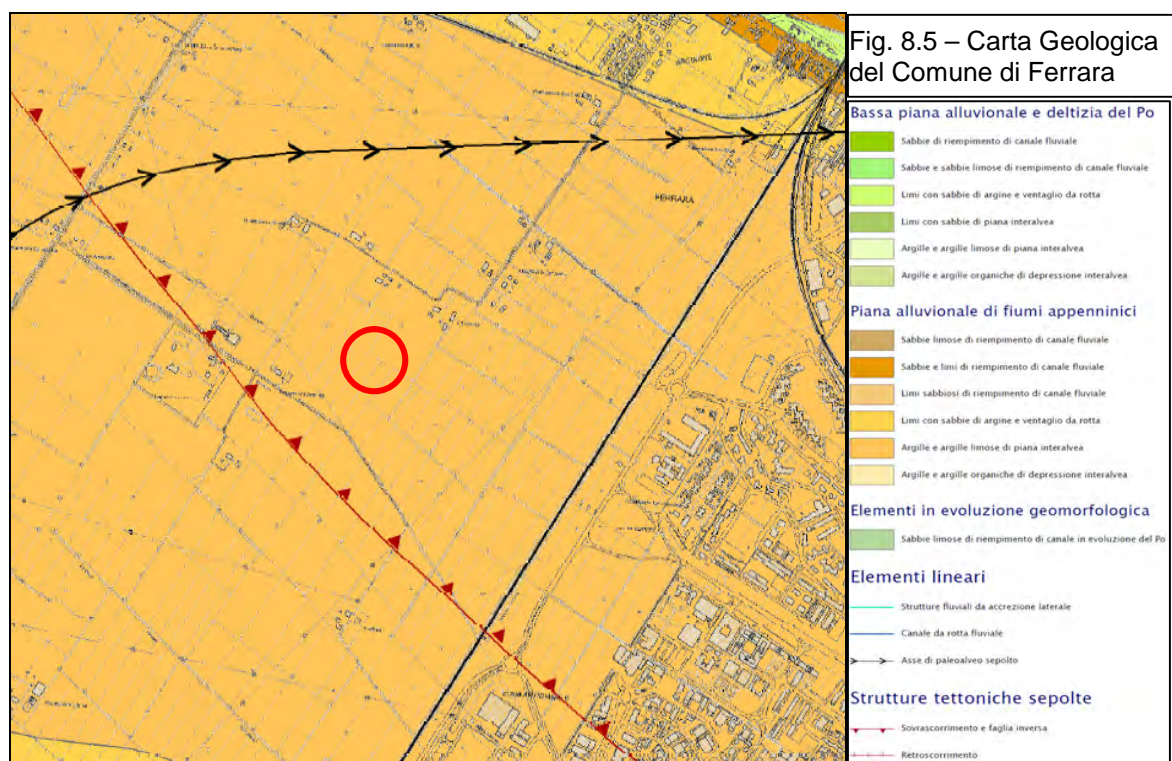 Fig. 8.5 – Carta Geologica
del Comune di Ferrara
Bassa piana alluvionale e deltizia del Po
Sabbie di riempimento di canale fluviale
Sabbie e sabbie limose di riempimento di canale fluviale
Limi con sabbie di argine e ventaglio da rotta
Limi con sabbie di piana interalvea
Argille e argille limose di piana interalvea
Argille e argille organiche di depressione interalvea
Piana alluvionale di fiumi appenninici
Sabbie limose di riempimento di canale fluviale
Sabbie e limi di riempimento di canale fluviale
Limi sabbiosi di riempimento di canale fluviale
Limi con sabbie di argine e ventaglio da rotta
Argille e argille limose di piana interalvea
Argille e argille organiche di depressione interalvea
Elementi in evoluzione geomorfologica
Sabbie limose di riempimento di canale in evoluzione del Po
Elementi lineari
Strutture fluviali da accrezione laterale
Canale da rotta fluviale
Asse di paleoalveo sepolto
Strutture tettoniche sepolte
Sovrascorrimento e faglia inversa
Retroscorrimento
FERRARA